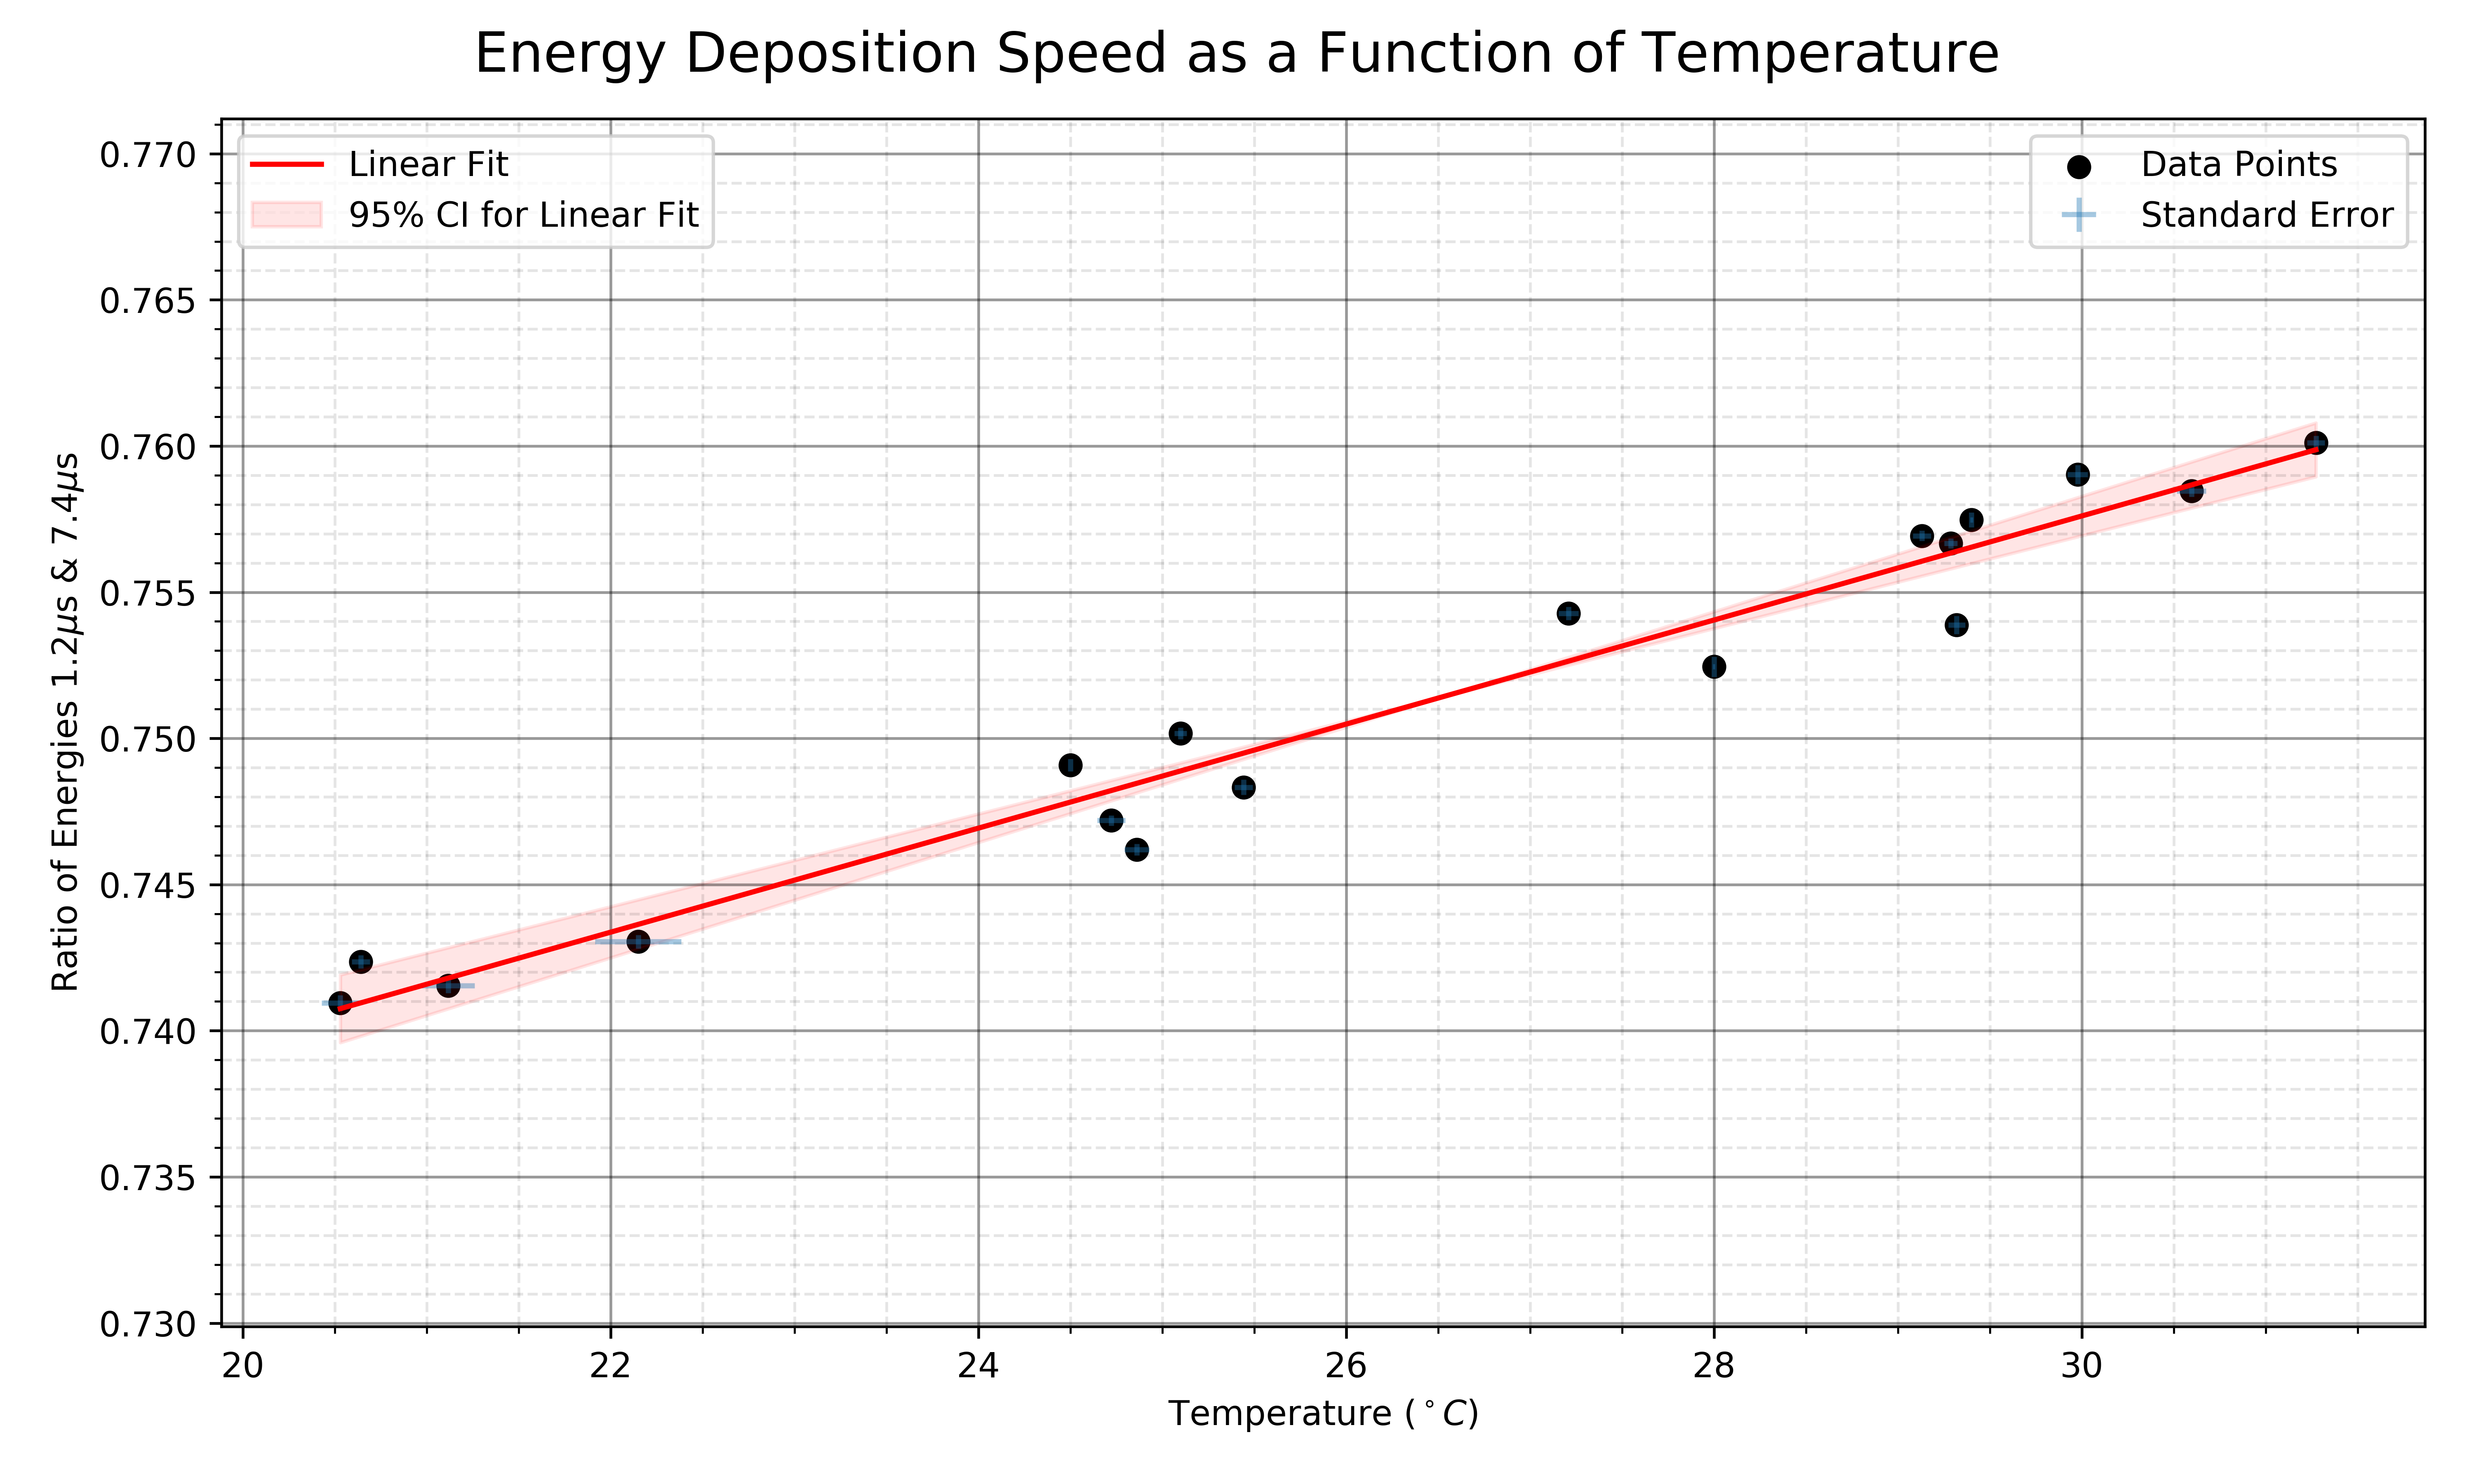 Energy Deposition Speed as a Function of Temperature
Linear Fit
95% CI for Linear Fit
Data Points
Standard Error
Ratio of Energies 1.2μs & 7.4μs
0.770
0.765
0.760
0.755
0.750
0.745
0.740
0.735
0.730
20 22 24 26 28 30
Temperature (°C)